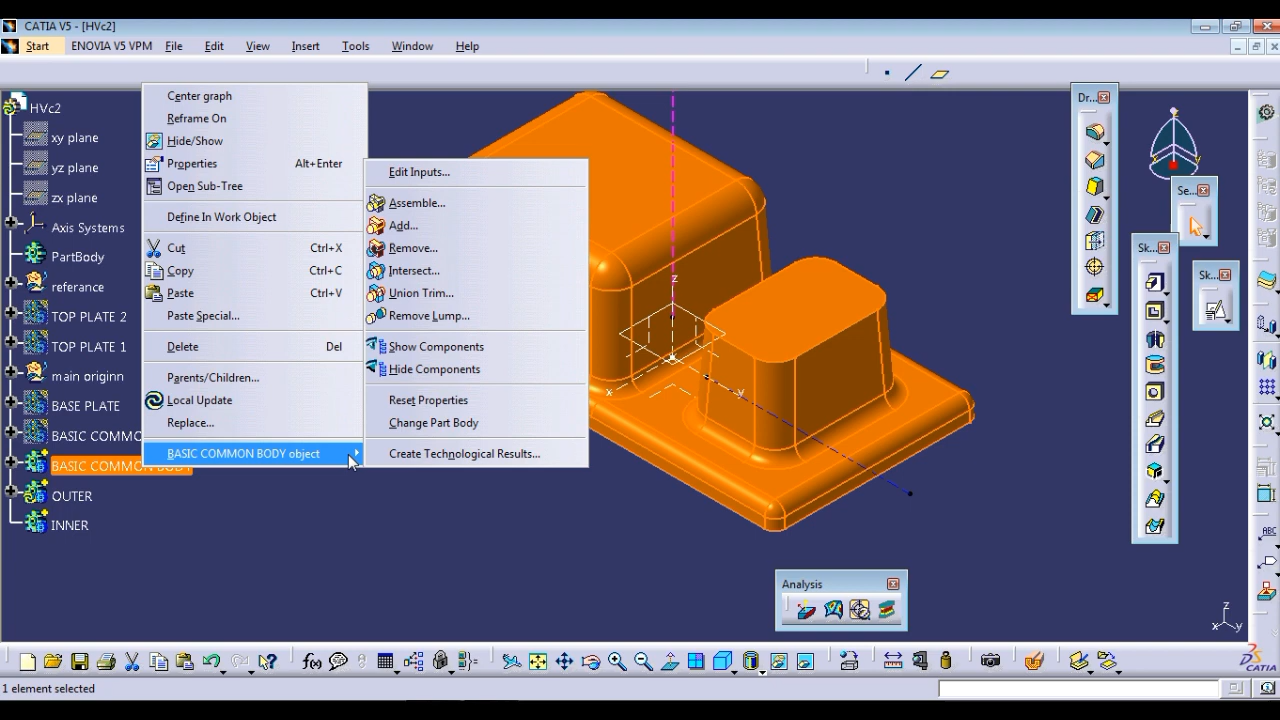 CATIA V5 - [HVc2]
Start ENOVIA V5 VPM File Edit View Insert Tools Window Help
HVc2
xy plane
yz plane
zx plane
Axis Systems
PartBody
referance
TOP PLATE 2
TOP PLATE 1
main originn
BASE PLATE
BASIC COMMO
BASIC COMMON BODY
OUTER
INNER
Center graph
Reframe On
Hide/Show
Properties Alt+Enter
Open Sub-Tree
Define In Work Object
Cut Ctrl+X
Copy Ctrl+C
Paste Ctrl+V
Paste Special...
Delete Del
Parents/Children...
Local Update
Replace...
BASIC COMMON BODY object
Edit Inputs...
Assemble...
Add...
Remove...
Intersect...
Union Trim...
Remove Lump...
Show Components
Hide Components
Reset Properties
Change Part Body
Create Technological Results...
z
x
y
Dr...
Se...
Sk...
Sk...
Analysis
ABC
z
x y
f(x)
DS CATIA
1 element selected